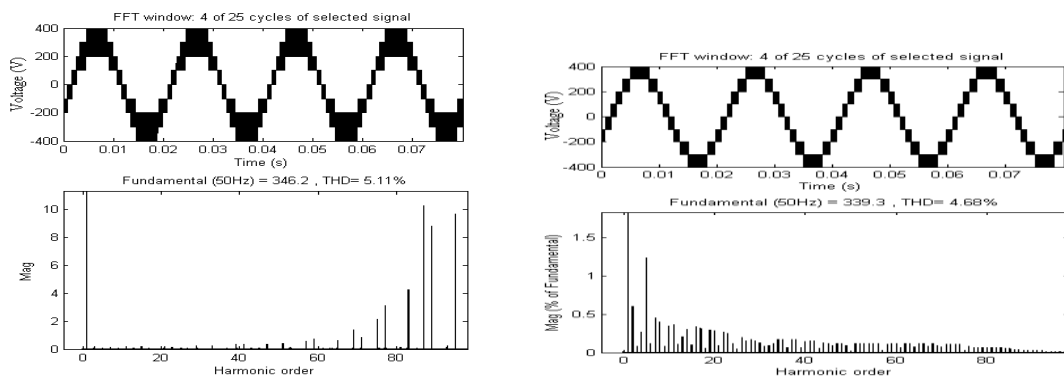 FFT window: 4 of 25 cycles of selected signal
400
200
0
-200
-400
Voltage (V)
0 0.01 0.02 0.03 0.04 0.05 0.06 0.07
Time (s)
Fundamental (50Hz) = 346.2 , THD= 5.11%
10
8
6
4
2
0
Mag
0 20 40 60 80
Harmonic order
FFT window: 4 of 25 cycles of selected signal
400
200
0
-200
-400
Voltage (V)
0 0.01 0.02 0.03 0.04 0.05 0.06 0.07
Time (s)
Fundamental (50Hz) = 339.3 , THD= 4.68%
1.5
1
0.5
0
Mag (% of Fundamental)
0 20 40 60 80
Harmonic order